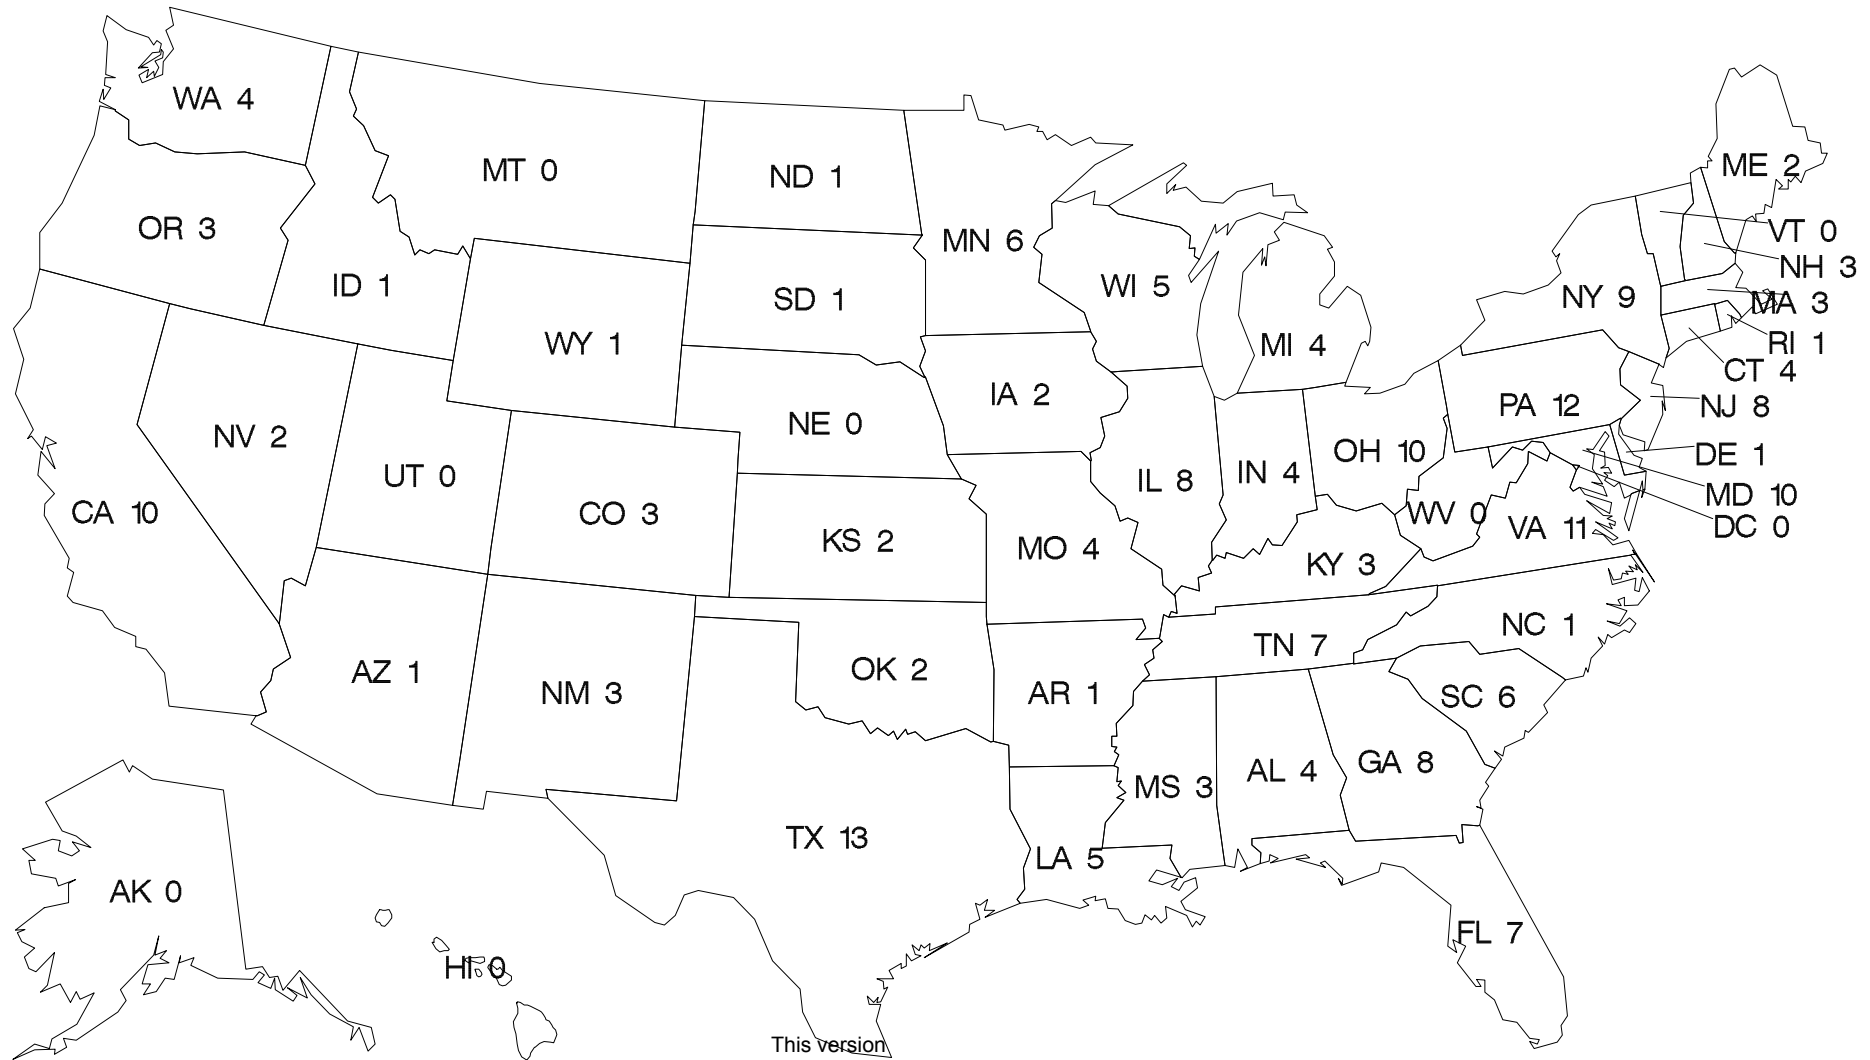 WA 4
MT 0
ND 1
ME 2
OR 3
MN 6
VT 0
NH 3
ID 1
SD 1
WI 5
NY 9
MA 3
WY 1
MI 4
RI 1
CT 4
IA 2
NE 0
PA 12
NJ 8
NV 2
UT 0
IL 8
IN 4
OH 10
DE 1
MD 10
CA 10
CO 3
KS 2
MO 4
WV 0
VA 11
DC 0
KY 3
NC 1
AZ 1
NM 3
OK 2
AR 1
TN 7
SC 6
TX 13
LA 5
MS 3
AL 4
GA 8
AK 0
HI 0
FL 7
This version